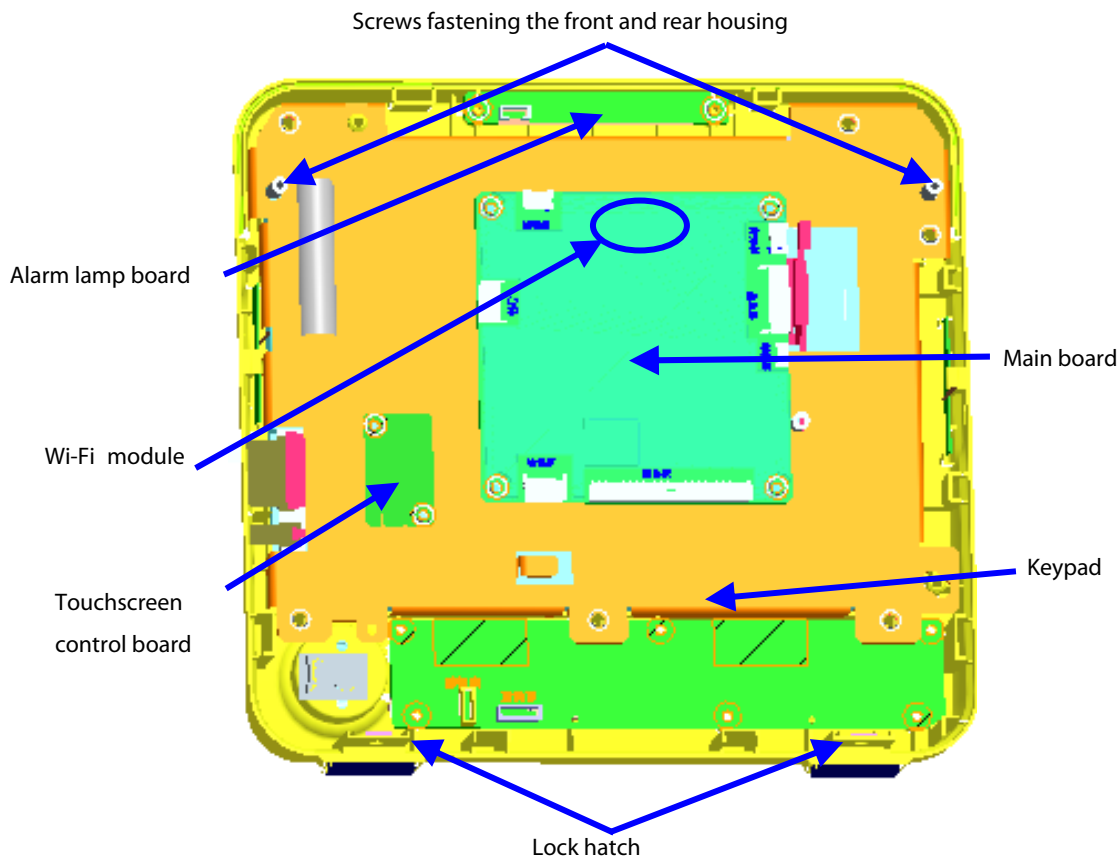 Screws fastening the front and rear housing
Alarm lamp board
Main board
Wi-Fi module
Keypad
Touchscreen
control board
Lock hatch